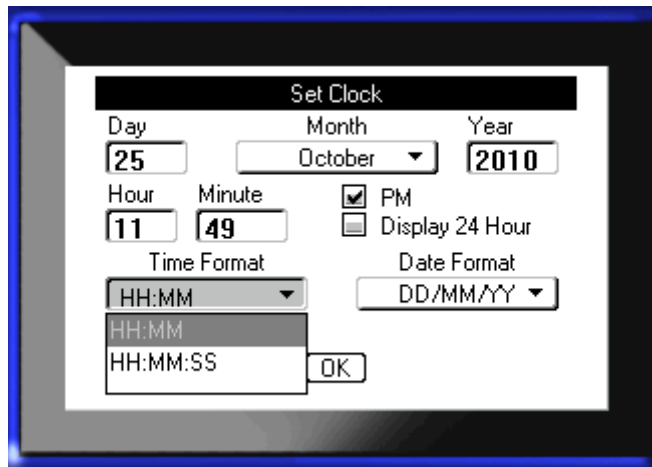 Set Clock
Day Month Year
25 October 2010
Hour Minute PM
11 49 Display 24 Hour
Time Format Date Format
HH:MM DD/MM/YY
HH:MM
HH:MM:SS
OK